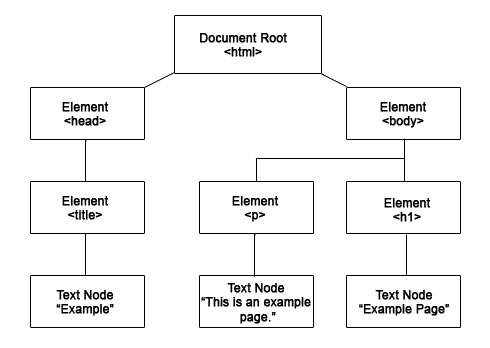 Document Root
<html>
Element
<head>
Element
<body>
Element
<title>
Element
<p>
Element
<h1>
Text Node
“Example”
Text Node
“This is an example
page.”
Text Node
“Example Page”